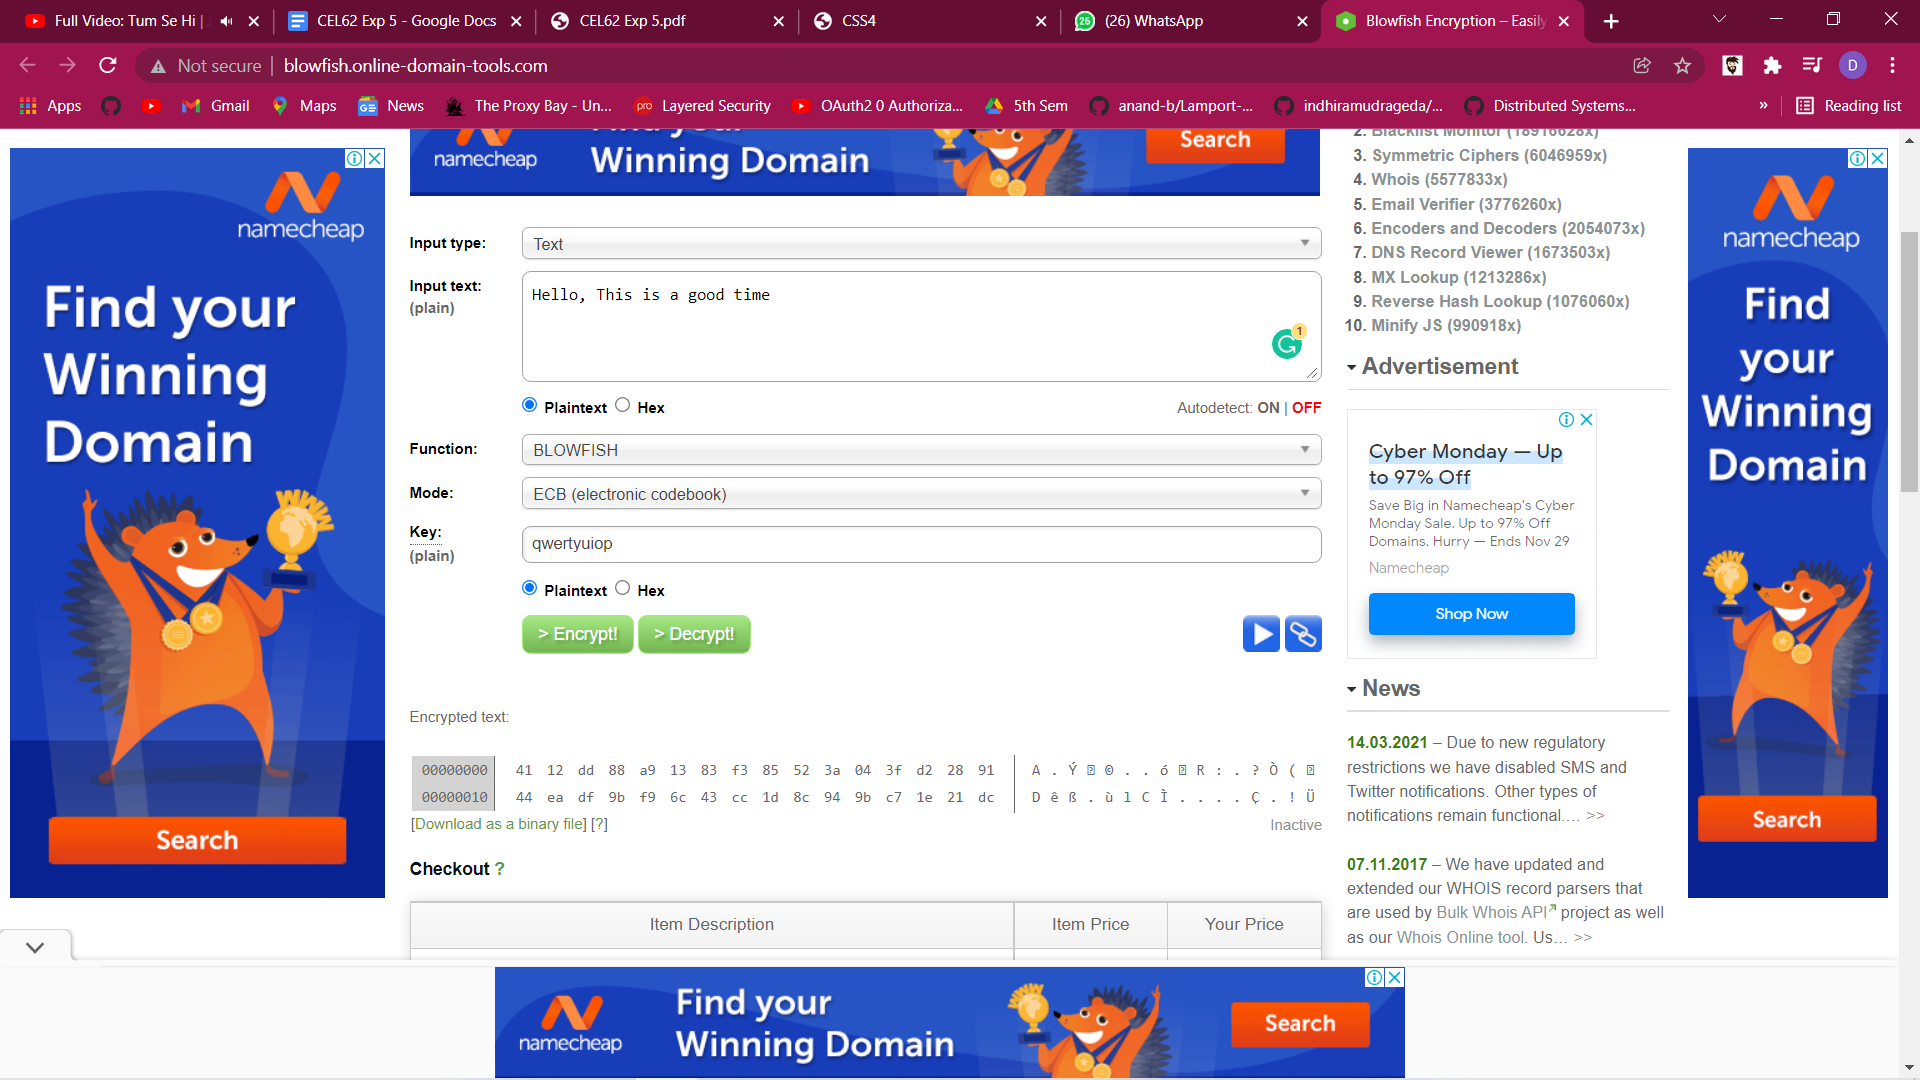 Full Video: Tum Se Hi |
CEL62 Exp 5 - Google Docs
CEL62 Exp 5.pdf
CSS4
(26) WhatsApp
Blowfish Encryption – Easily
Not secure
blowfish.online-domain-tools.com
D
Apps
Gmail
Maps
News
The Proxy Bay - Un...
Layered Security
OAuth2 0 Authoriza...
5th Sem
anand-b/Lamport-...
indhiramudrageda/...
Distributed Systems...
»
Reading list
namecheap
Find your
Winning
Domain
Search
namecheap
Find your
Winning Domain
Search
Input type:
Text
Input text:
(plain)
Hello, This is a good time
1
Plaintext
Hex
Autodetect: ON | OFF
Function:
BLOWFISH
Mode:
ECB (electronic codebook)
Key:
(plain)
qwertyuiop
Plaintext
Hex
> Encrypt!
> Decrypt!
Encrypted text:
00000000 41 12 dd 88 a9 13 83 f3 85 52 3a 04 3f d2 28 91 A . Ý © . . ó R : . ? Ò (
00000010 44 ea df 9b f9 6c 43 cc 1d 8c 94 9b c7 1e 21 dc D ê ß . ù l C Ì . . . . Ç . ! Ü
[Download as a binary file] [?]
Inactive
Checkout ?
Item Description
Item Price
Your Price
2. Blacklist Monitor (18916628x)
3. Symmetric Ciphers (6046959x)
4. Whois (5577833x)
5. Email Verifier (3776260x)
6. Encoders and Decoders (2054073x)
7. DNS Record Viewer (1673503x)
8. MX Lookup (1213286x)
9. Reverse Hash Lookup (1076060x)
10. Minify JS (990918x)
Advertisement
Cyber Monday — Up
to 97% Off
Save Big in Namecheap's Cyber
Monday Sale. Up to 97% Off
Domains. Hurry — Ends Nov 29
Namecheap
Shop Now
News
14.03.2021 – Due to new regulatory
restrictions we have disabled SMS and
Twitter notifications. Other types of
notifications remain functional.... >>
07.11.2017 – We have updated and
extended our WHOIS record parsers that
are used by Bulk Whois API project as well
as our Whois Online tool. Us... >>
namecheap
Find
your
Winning
Domain
Search
namecheap
Find your
Winning Domain
Search